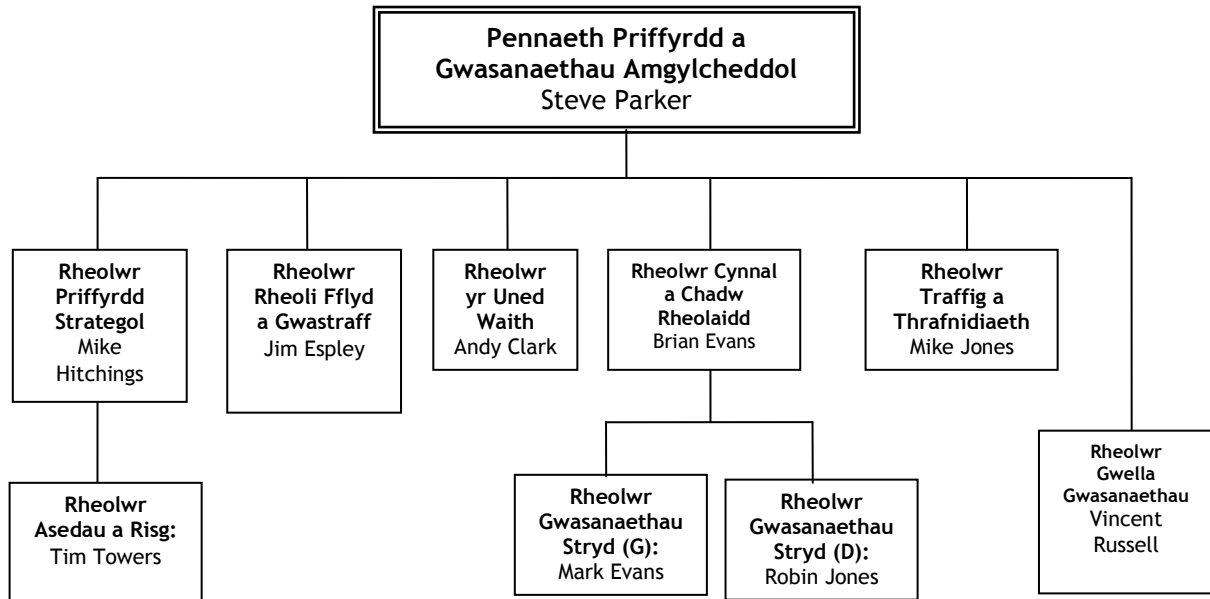 Pennaeth Priffyrdd a
Gwasanaethau Amgylcheddol
Steve Parker
Rheolwr
Priffyrdd
Strategol
Mike
Hitchings
Rheolwr
Rheoli Fflyd
a Gwastraff
Jim Espley
Rheolwr
yr Uned
Waith
Andy Clark
Rheolwr Cynnal
a Chadw
Rheolaidd
Brian Evans
Rheolwr
Traffig a
Thrafnidiaeth
Mike Jones
Rheolwr
Asedau a Risg:
Tim Towers
Rheolwr
Gwasanaethau
Stryd (G):
Mark Evans
Rheolwr
Gwasanaethau
Stryd (D):
Robin Jones
Rheolwr
Gwella
Gwasanaethau
Vincent
Russell